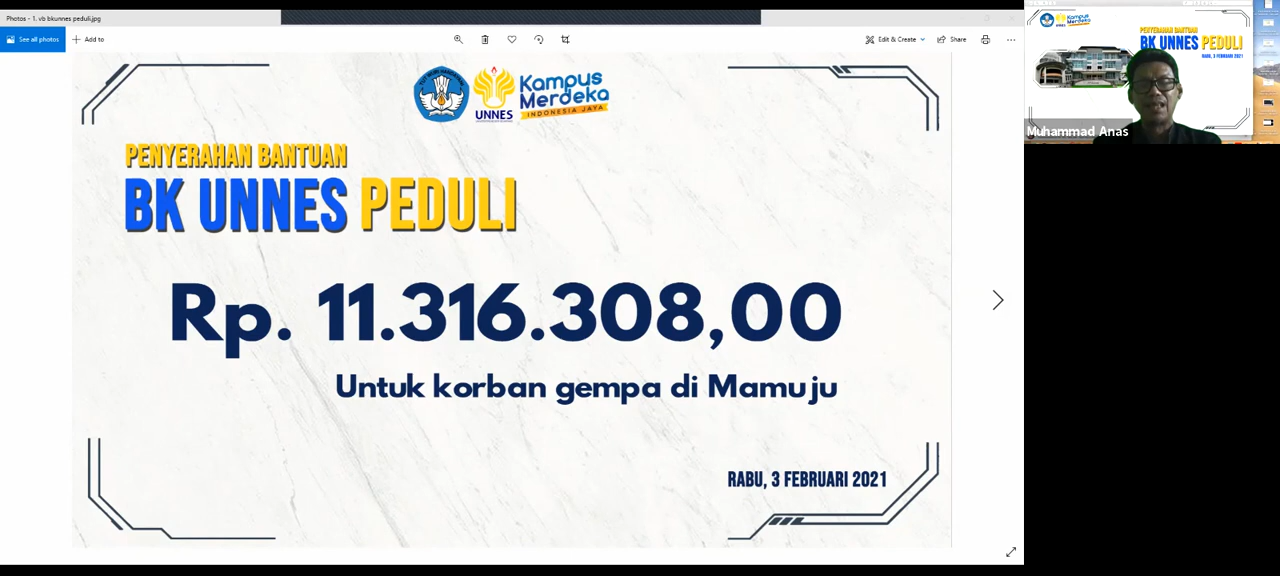 Photos - 1. vb bkunnes peduli.jpg
See all photos
Add to
Edit & Create
Share
UNNES
Kampus
Merdeka
INDONESIA JAYA
PENYERAHAN BANTUAN
BK UNNES PEDULI
Rp. 11.316.308,00
Untuk korban gempa di Mamuju
RABU, 3 FEBRUARI 2021
Kampus
Merdeka
PENYERAHAN BANTUAN
BK UNNES PEDULI
RABU, 3 FEBRUARI 2021
Muhammad Anas